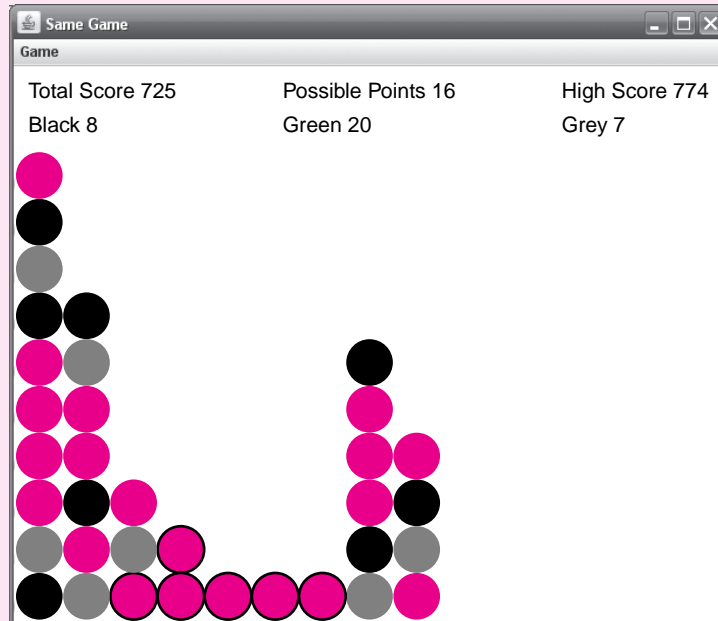 Same Game
Game
Total Score 725 Possible Points 16 High Score 774
Black 8 Green 20 Grey 7